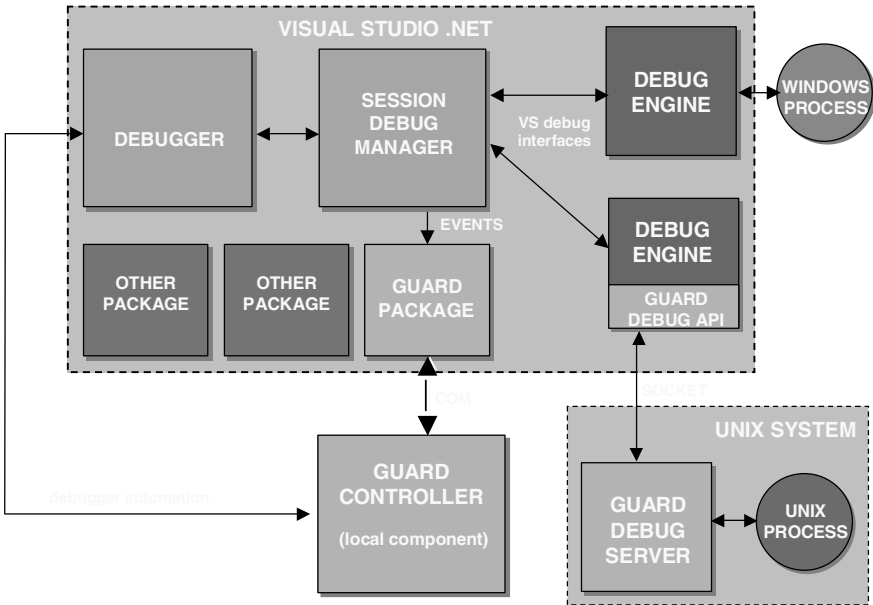 VISUAL STUDIO .NET
DEBUGGER
SESSION
DEBUG
MANAGER
VS debug
interfaces
DEBUG
ENGINE
WINDOWS
PROCESS
EVENTS
DEBUG
ENGINE
GUARD
DEBUG API
OTHER
PACKAGE
OTHER
PACKAGE
GUARD
PACKAGE
COM
SOCKET
debugger automation
GUARD
CONTROLLER
(local component)
UNIX SYSTEM
GUARD
DEBUG
SERVER
UNIX
PROCESS